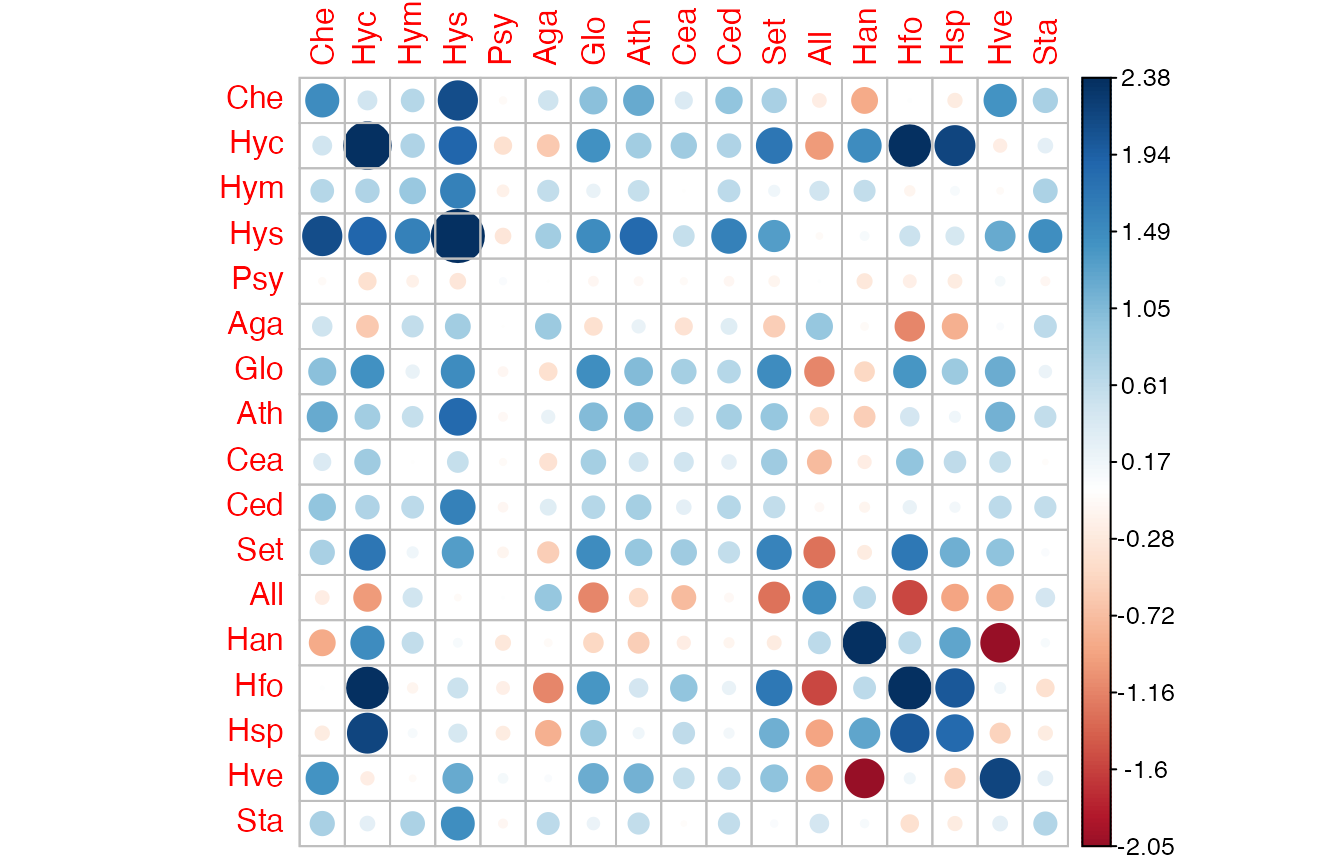 Che Hyc Hym Hys Psy Aga Glo Ath Cea Ced Set All Han Hfo Hsp Hve Sta
Che
Hyc
Hym
Hys
Psy
Aga
Glo
Ath
Cea
Ced
Set
All
Han
Hfo
Hsp
Hve
Sta
2.38
1.94
1.49
1.05
0.61
0.17
-0.28
-0.72
-1.16
-1.6
-2.05